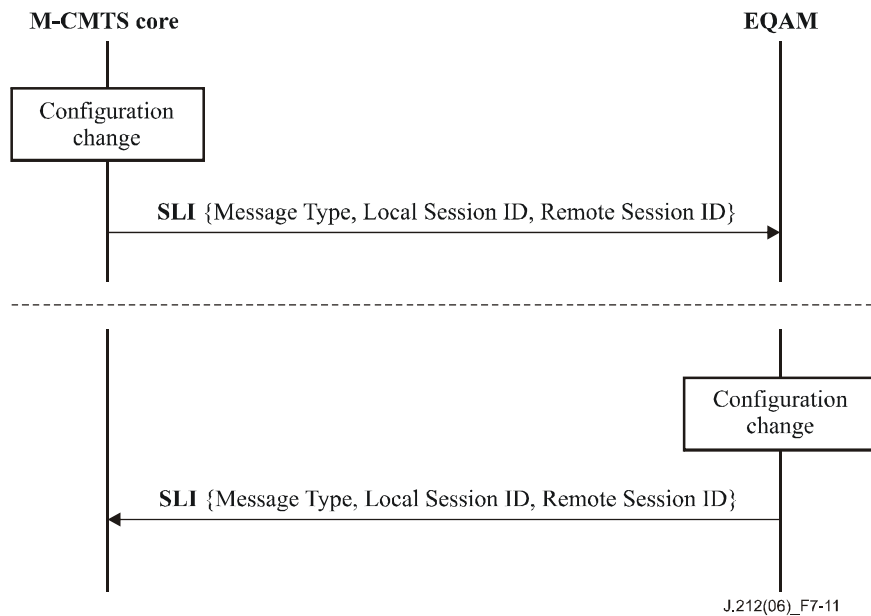 M-CMTS core
EQAM
Configuration
change
SLI {Message Type, Local Session ID, Remote Session ID}
Configuration
change
SLI {Message Type, Local Session ID, Remote Session ID}
J.212(06)_F7-11